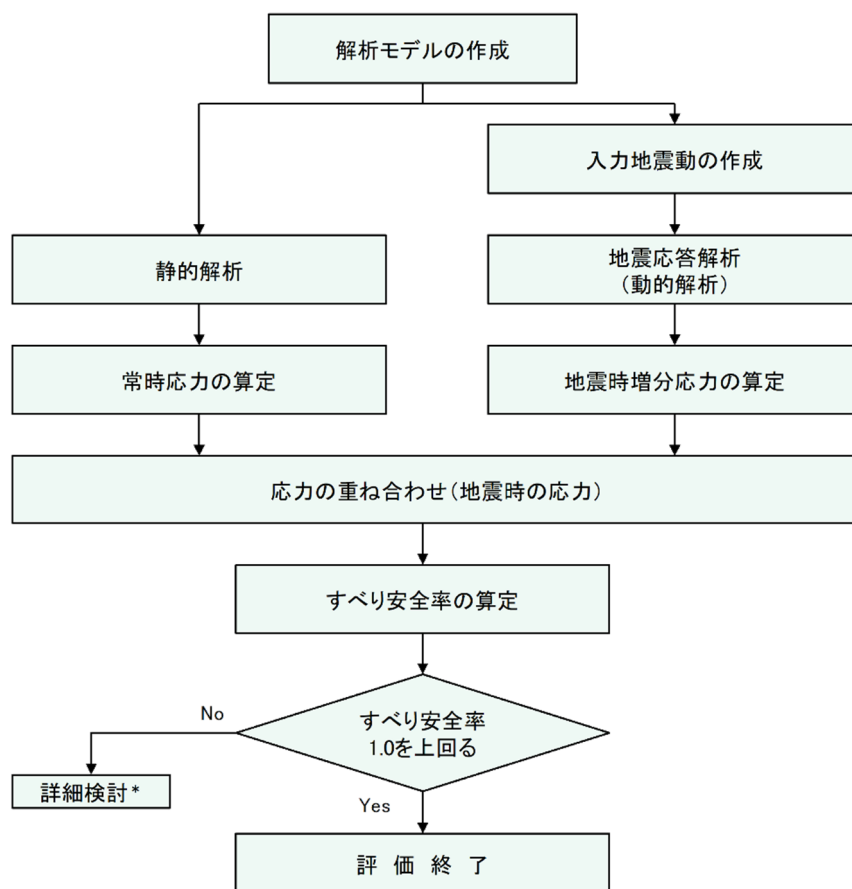 解析モデルの作成
入力地震動の作成
静的解析
地震応答解析
(動的解析)
常時応力の算定
地震時増分応力の算定
応力の重ね合わせ(地震時の応力)
すべり安全率の算定
No
すべり安全率
1.0を上回る
詳細検討*
Yes
評 価 終 了